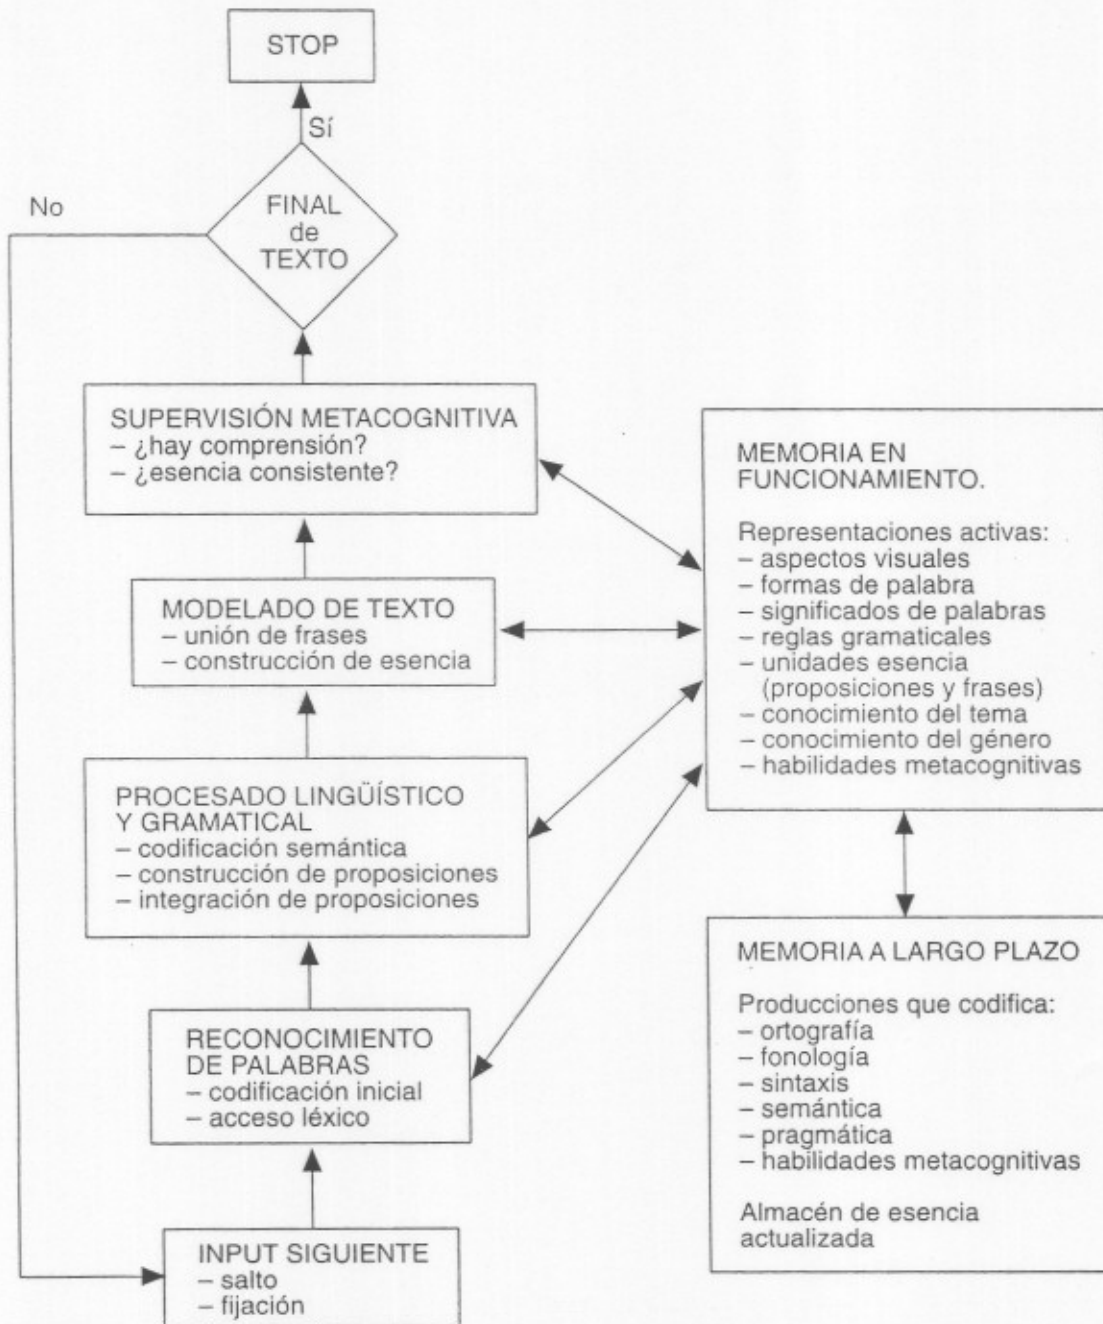 STOP
Sí
No
FINAL
de
TEXTO
SUPERVISIÓN METACOGNITIVA
– ¿hay comprensión?
– ¿esencia consistente?
MODELADO DE TEXTO
– unión de frases
– construcción de esencia
PROCESADO LINGÜÍSTICO
Y GRAMATICAL
– codificación semántica
– construcción de proposiciones
– integración de proposiciones
RECONOCIMIENTO
DE PALABRAS
– codificación inicial
– acceso léxico
INPUT SIGUIENTE
– salto
– fijación
MEMORIA EN
FUNCIONAMIENTO.
Representaciones activas:
– aspectos visuales
– formas de palabra
– significados de palabras
– reglas gramaticales
– unidades esencia
(proposiciones y frases)
– conocimiento del tema
– conocimiento del género
– habilidades metacognitivas
MEMORIA A LARGO PLAZO
Producciones que codifica:
– ortografía
– fonología
– sintaxis
– semántica
– pragmática
– habilidades metacognitivas
Almacén de esencia
actualizada